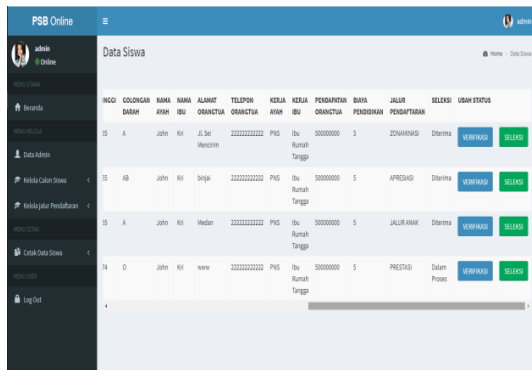 PSB Online
admin
admin
Online
Data Siswa
Home > Data Siswa
MENU UTAMA
Beranda
MENU KELOLA
Data Admin
Kelola Calon Siswa
Kelola Jalur Pendaftaran
MENU CETAK
Cetak Data Siswa
MENU USER
Log Out
INGGI GOLONGAN DARAH NAMA AYAH NAMA IBU ALAMAT ORANGTUA TELEPON ORANGTUA KERJA AYAH KERJA IBU PENDAPATAN ORANGTUA BIAYA PENDIDIKAN JALUR PENDAFTARAN SELEKSI UBAH STATUS
A John Kri Jl. Sei Mencirim 222222222222 PNS Ibu Rumah Tangga 500000000 3 ZONAMINASI Diterima VERIFIKASI SELEKSI
AB John Kri binjai 222222222222 PNS Ibu Rumah Tangga 500000000 5 APRESIASI Diterima VERIFIKASI SELEKSI
A John Kri Medan 222222222222 PNS Ibu Rumah Tangga 500000000 5 JALUR ANAK Diterima VERIFIKASI SELEKSI
O John Kri www 222222222222 PNS Ibu Rumah Tangga 500000000 5 PRESTASI Dalam Proses VERIFIKASI SELEKSI